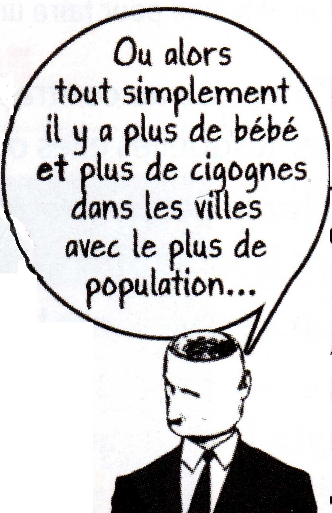 Ou alors
tout simplement
il y a plus de bébé
et plus de cigognes
dans les villes
avec le plus de
population...